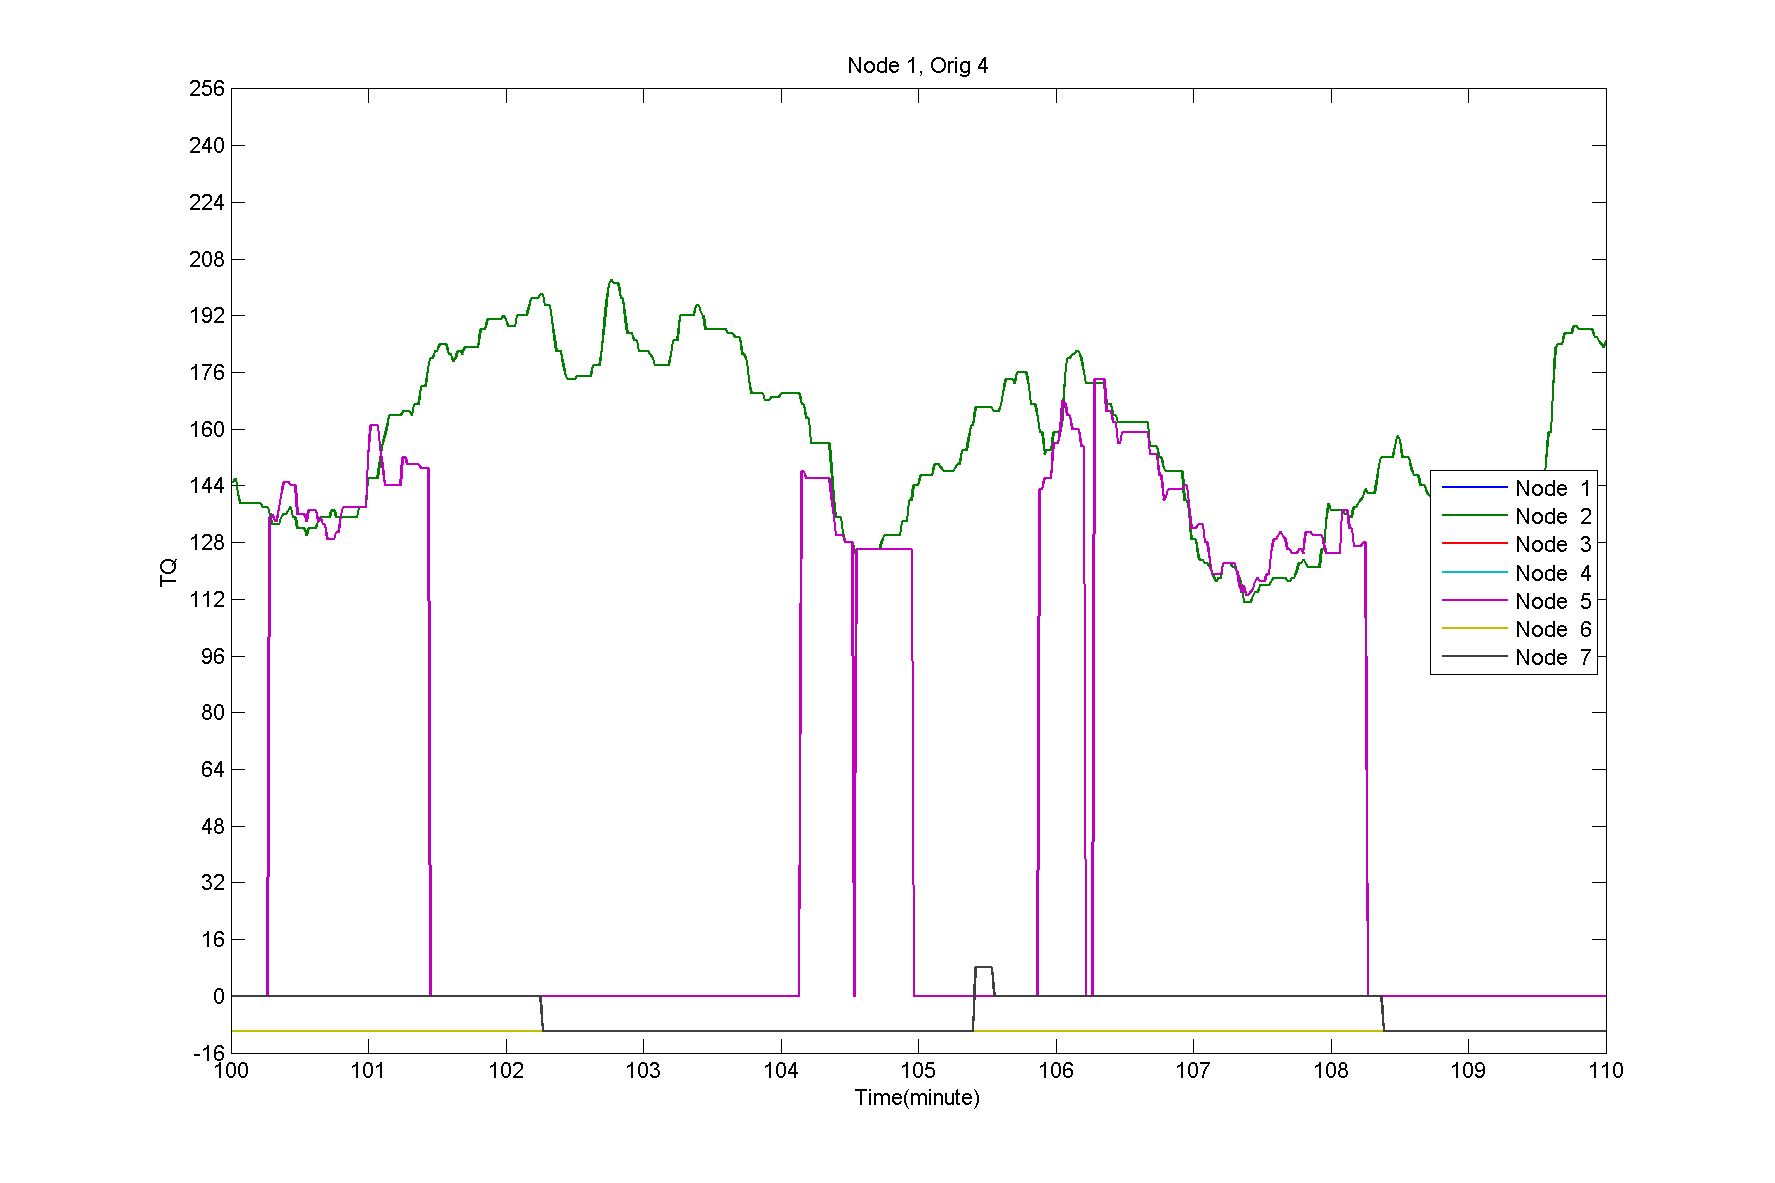 Node 1, Orig 4
256
240
224
208
192
176
160
144
128
112
96
80
64
48
32
16
0
-16
TQ
Node 1
Node 2
Node 3
Node 4
Node 5
Node 6
Node 7
100 101 102 103 104 105 106 107 108 109 110
Time(minute)